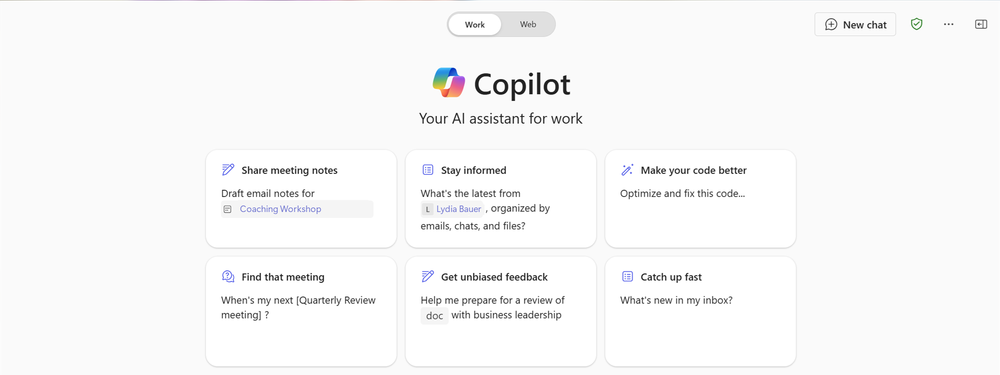 Work Web
New chat
Copilot
Your AI assistant for work
Share meeting notes
Draft email notes for
Coaching Workshop
Stay informed
What's the latest from
L Lydia Bauer , organized by
emails, chats, and files?
Make your code better
Optimize and fix this code...
Find that meeting
When's my next [Quarterly Review
meeting] ?
Get unbiased feedback
Help me prepare for a review of
doc with business leadership
Catch up fast
What's new in my inbox?